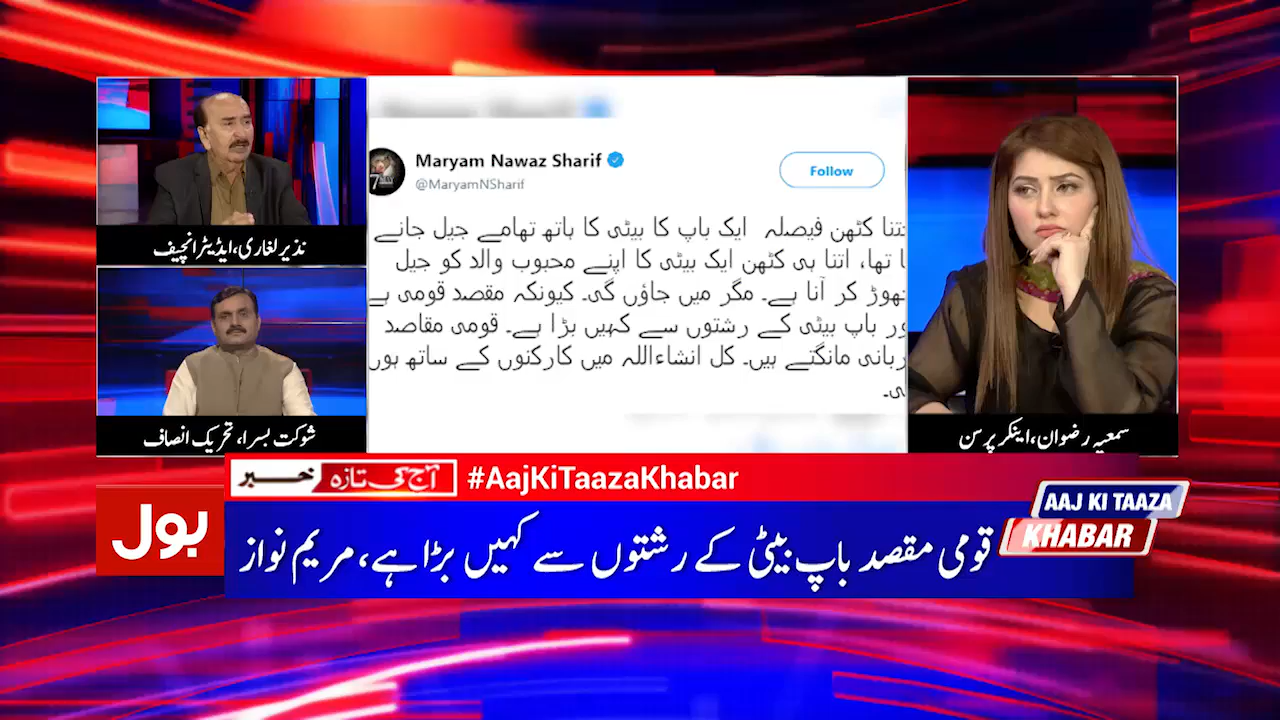 Maryam Nawaz Sharif
@MaryamNSharif
Follow
تنا کٹھن فیصلہ ایک باپ کا بیٹی کا ہاتھ تھامے جیل جانے
ا تھا، اتنا ہی کٹھن ایک بیٹی کا اپنے محبوب والد کو جیل
ھوڑ کر آنا ہے۔ مگر میں جاؤں گی۔ کیونکہ مقصد قومی ہے
ور باپ بیٹی کے رشتوں سے کہیں بڑا ہے۔ قومی مقاصد
ربانی مانگتے ہیں۔ کل انشاءاللہ میں کارکنوں کے ساتھ ہوں
ی۔
نذیر لغاری، ایڈیٹر انچیف
شوکت بسرا، تحریک انصاف
سمعیہ رضوان، اینکر پرسن
آج کی تازہ خبر
#AajKiTaazaKhabar
AAJ KI TAAZA
KHABAR
بول
قومی مقصد باپ بیٹی کے رشتوں سے کہیں بڑا ہے، مریم نواز